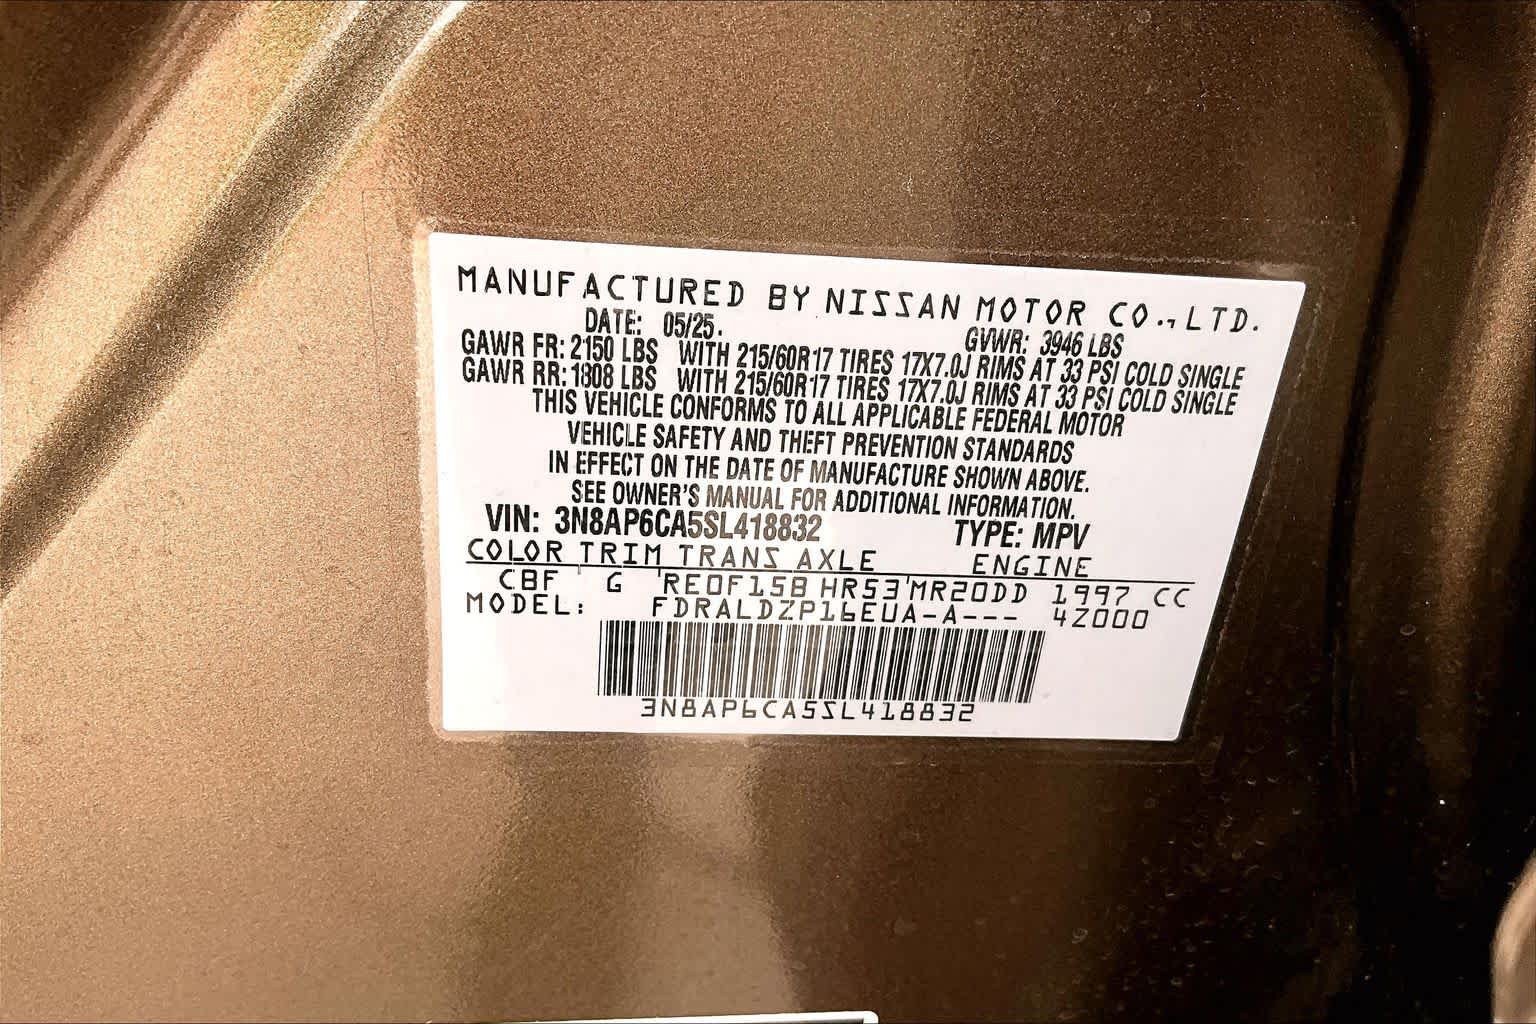 MANUFACTURED BY NISSAN MOTOR CO., LTD.
DATE: 05/25. GVWR: 3946 LBS
GAWR FR: 2150 LBS WITH 215/60R17 TIRES 17X7.0J RIMS AT 33 PSI COLD SINGLE
GAWR RR: 1808 LBS WITH 215/60R17 TIRES 17X7.0J RIMS AT 33 PSI COLD SINGLE
THIS VEHICLE CONFORMS TO ALL APPLICABLE FEDERAL MOTOR
VEHICLE SAFETY AND THEFT PREVENTION STANDARDS
IN EFFECT ON THE DATE OF MANUFACTURE SHOWN ABOVE.
SEE OWNER'S MANUAL FOR ADDITIONAL INFORMATION.
VIN: 3N8AP6CA5SL418832 TYPE: MPV
COLOR TRIM TRANS AXLE ENGINE
CBF G RE0F15B HR53 MR20DD 1997 CC
MODEL: FDRALDZP16EUA-A--- 4Z000
3N8AP6CA5SL418832